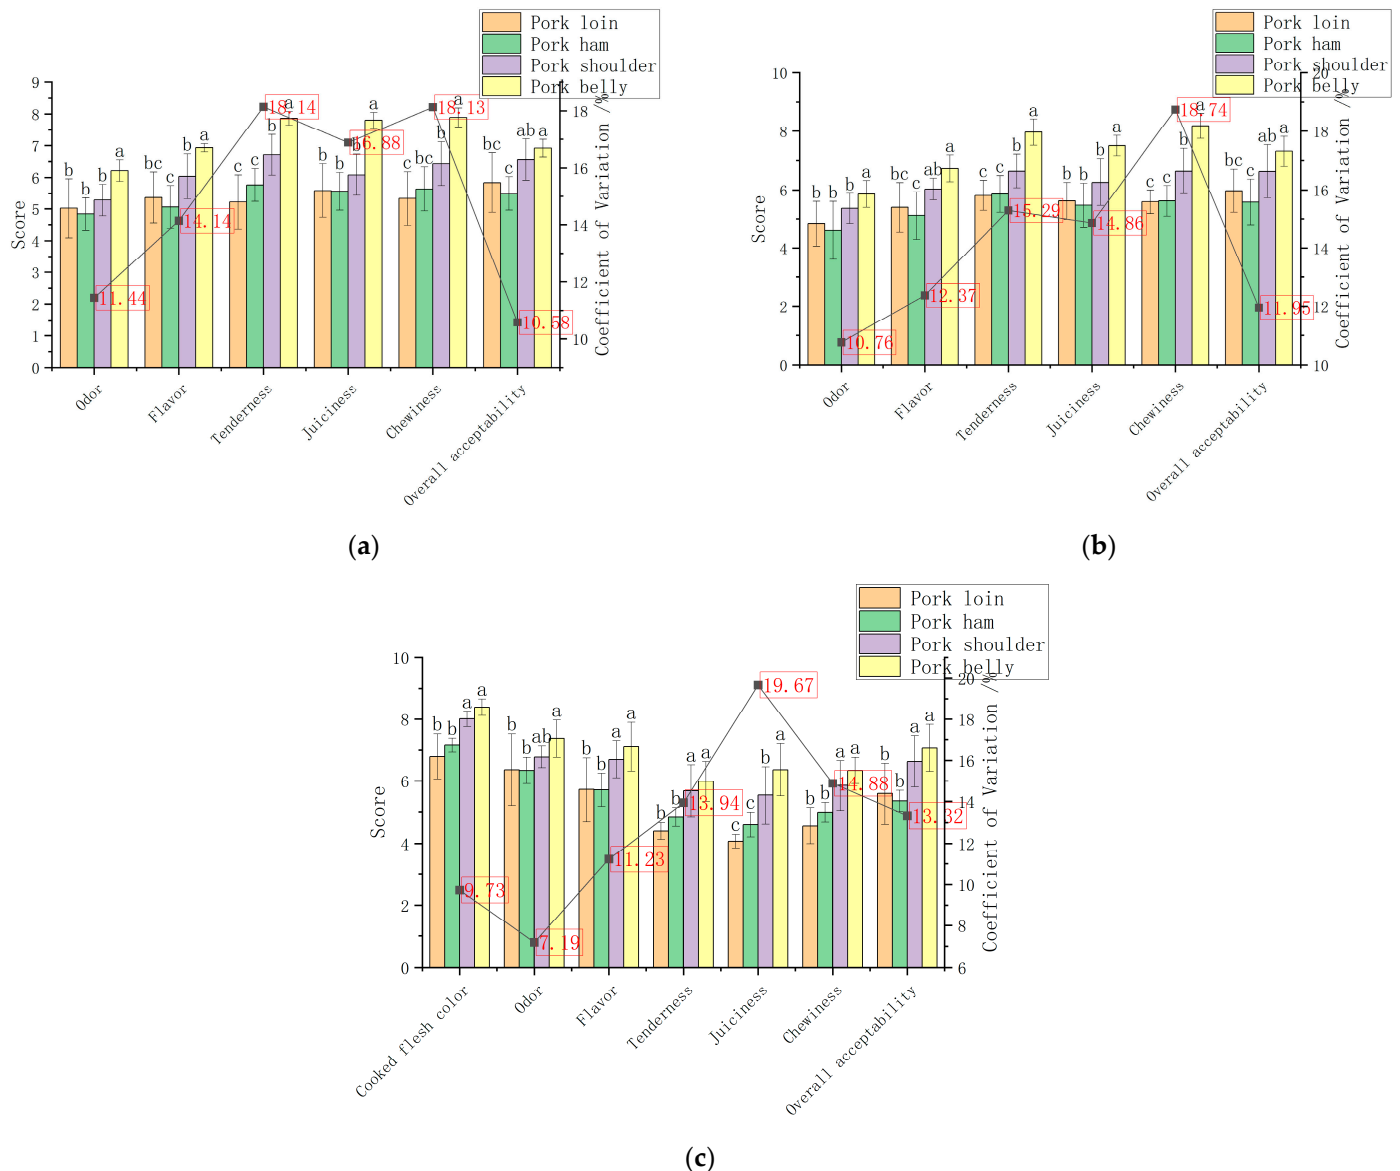 Pork loin
Pork ham
Pork shoulder
Pork belly
9
8
7
6
5
4
3
2
1
0
Score
18
16
14
12
10
Coefficient of Variation /%
b b b a
bc c b a
c c b a
b b b a
c bc b a
bc c ab a
11.44
14.14
18.14
16.88
18.13
10.58
Odor
Flavor
Tenderness
Juiciness
Chewiness
Overall acceptability
(a)
Pork loin
Pork ham
Pork shoulder
Pork belly
10
8
6
4
2
0
Score
20
18
16
14
12
10
Coefficient of Variation /%
b b b a
bc c ab a
c c b a
b c b a
c c b a
bc c ab a
10.76
12.37
15.29
14.86
18.74
11.95
Odor
Flavor
Tenderness
Juiciness
Chewiness
Overall acceptability
(b)
Pork loin
Pork ham
Pork shoulder
Pork belly
10
8
6
4
2
0
Score
20
18
16
14
12
10
8
6
Coefficient of Variation /%
b b a a
b b ab a
b b a a
b b a a
c c b a
b b a a
b b a a
9.73
7.19
11.23
13.94
19.67
14.88
13.32
Cooked flesh color
Odor
Flavor
Tenderness
Juiciness
Chewiness
Overall acceptability
(c)